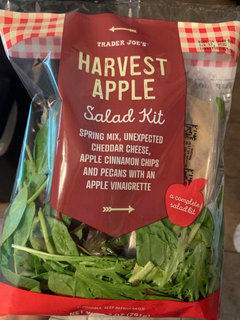 TRADER JOE'S
HARVEST
APPLE
Salad Kit
SPRING MIX, UNEXPECTED
CHEDDAR CHEESE,
APPLE CINNAMON CHIPS
AND PECANS WITH AN
APPLE VINAIGRETTE
a complete
salad kit